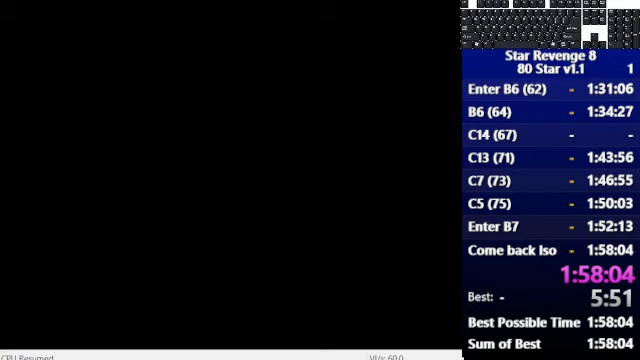 Star Revenge 8
80 Star v1.1 1
Enter B6 (62) - 1:31:06
B6 (64) - 1:34:27
C14 (67) - -
C13 (71) - 1:43:56
C7 (73) - 1:46:55
C5 (75) - 1:50:03
Enter B7 - 1:52:13
Come back Iso - 1:58:04
1:58:04
Best: - 5:51
Best Possible Time 1:58:04
Sum of Best 1:58:04
CPU Resumed VI/s: 60.0